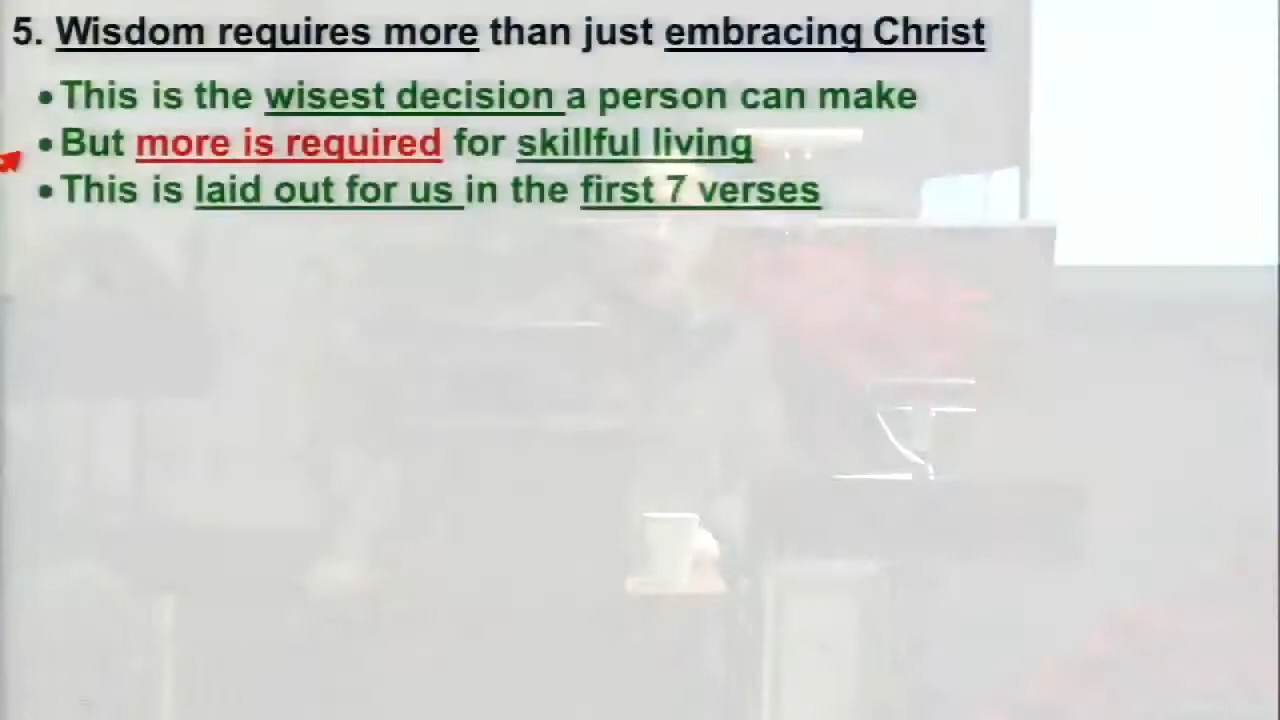 5. Wisdom requires more than just embracing Christ
• This is the wisest decision a person can make
• But more is required for skillful living
• This is laid out for us in the first 7 verses